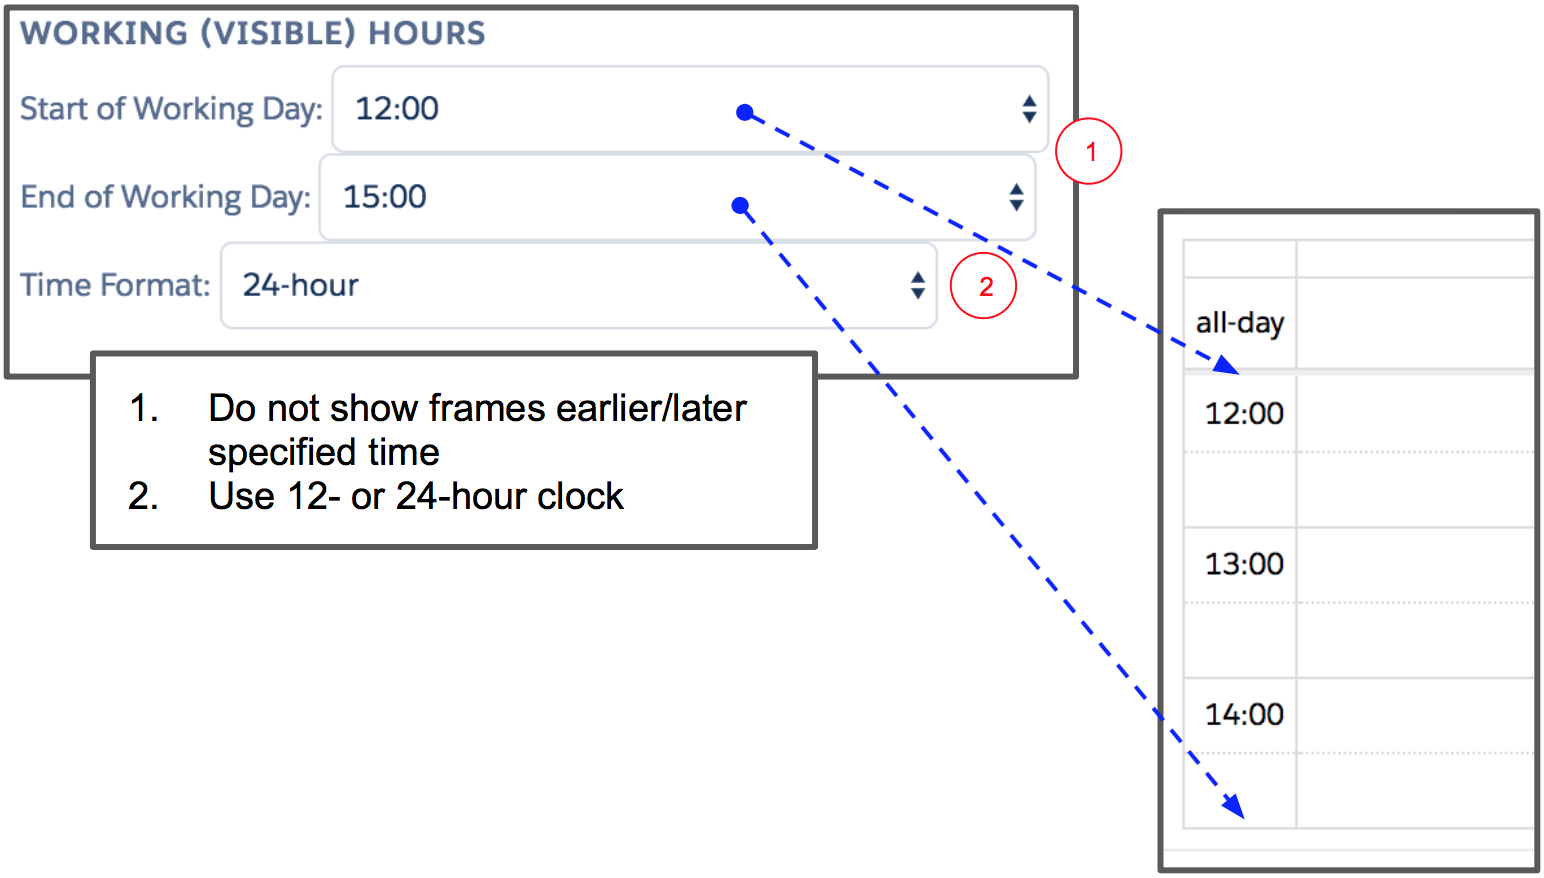 WORKING (VISIBLE) HOURS
Start of Working Day: 12:00
1
End of Working Day: 15:00
Time Format: 24-hour
2
1. Do not show frames earlier/later
specified time
2. Use 12- or 24-hour clock
all-day
12:00
13:00
14:00